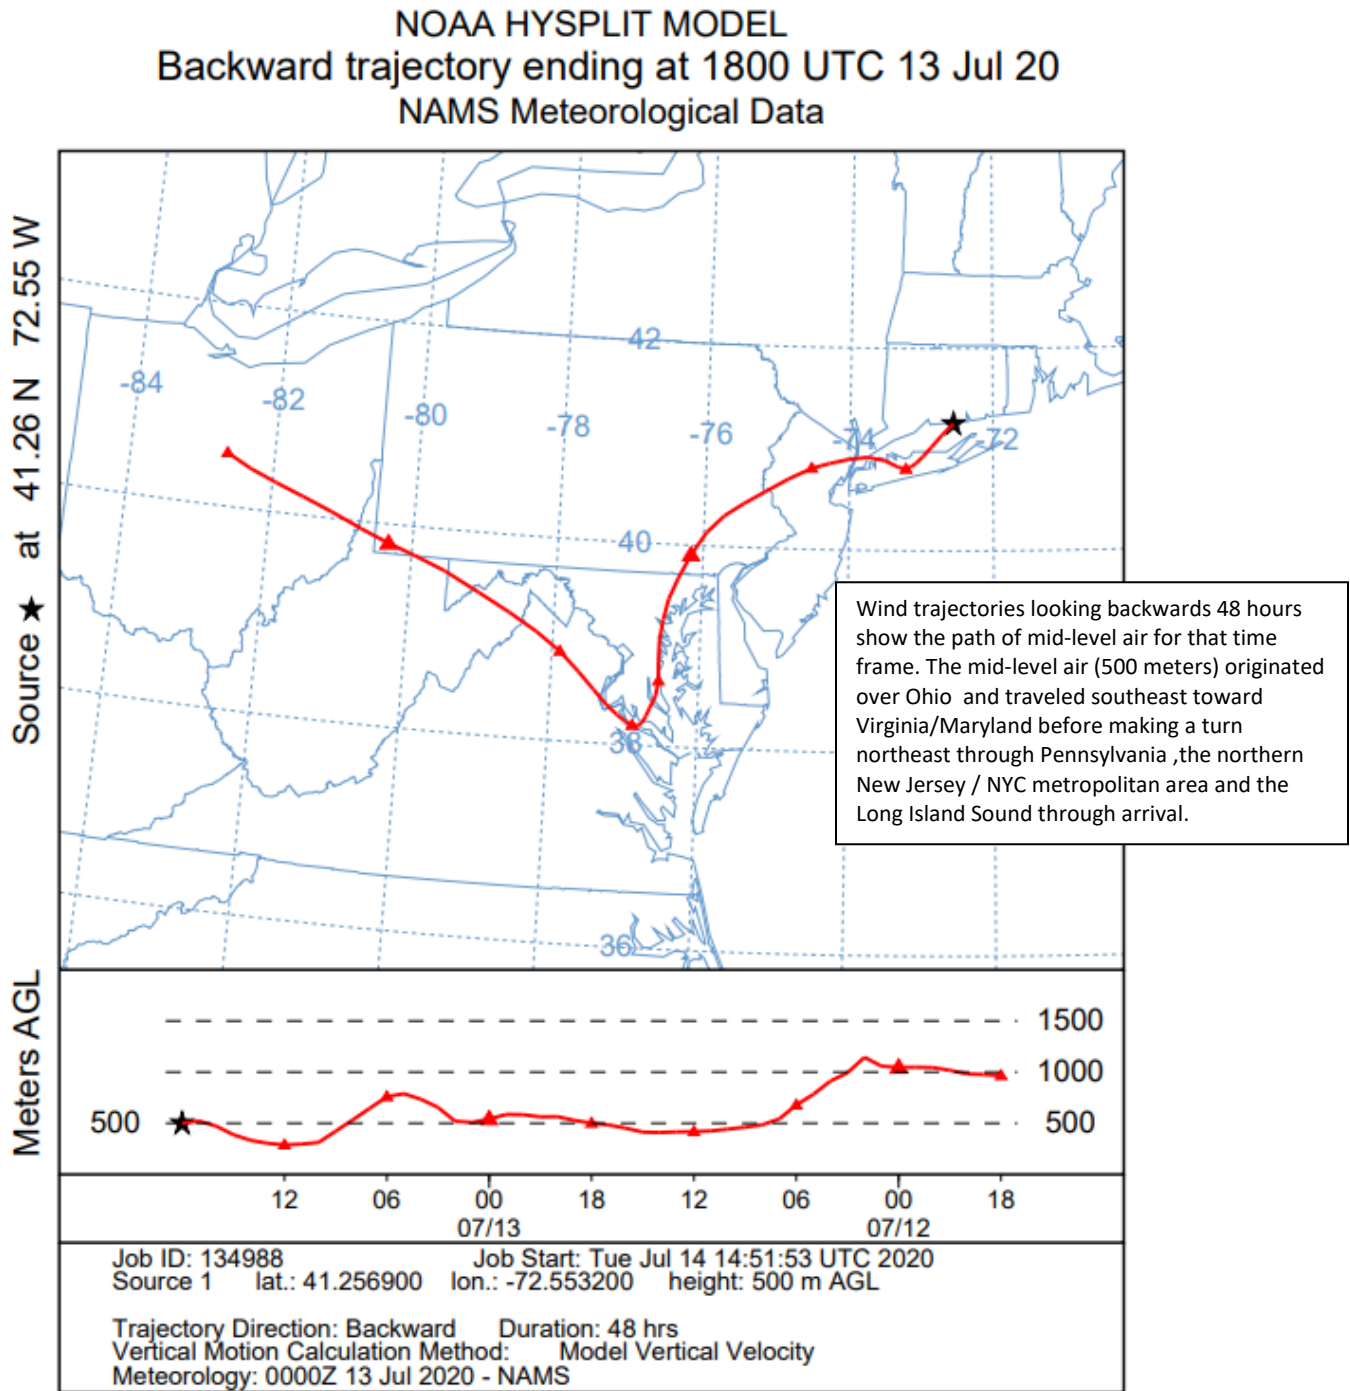 NOAA HYSPLIT MODEL
Backward trajectory ending at 1800 UTC 13 Jul 20
NAMS Meteorological Data
Source ★ at 41.26 N 72.55 W
42
-84
-82
-80
-78
-76
-74
-72
40
38
36
Wind trajectories looking backwards 48 hours
show the path of mid-level air for that time
frame. The mid-level air (500 meters) originated
over Ohio and traveled southeast toward
Virginia/Maryland before making a turn
northeast through Pennsylvania ,the northern
New Jersey / NYC metropolitan area and the
Long Island Sound through arrival.
Meters AGL
1500
1000
500
500
12 06 00 18 12 06 00 18
07/13 07/12
Job ID: 134988 Job Start: Tue Jul 14 14:51:53 UTC 2020
Source 1 lat.: 41.256900 lon.: -72.553200 height: 500 m AGL
Trajectory Direction: Backward Duration: 48 hrs
Vertical Motion Calculation Method: Model Vertical Velocity
Meteorology: 0000Z 13 Jul 2020 - NAMS